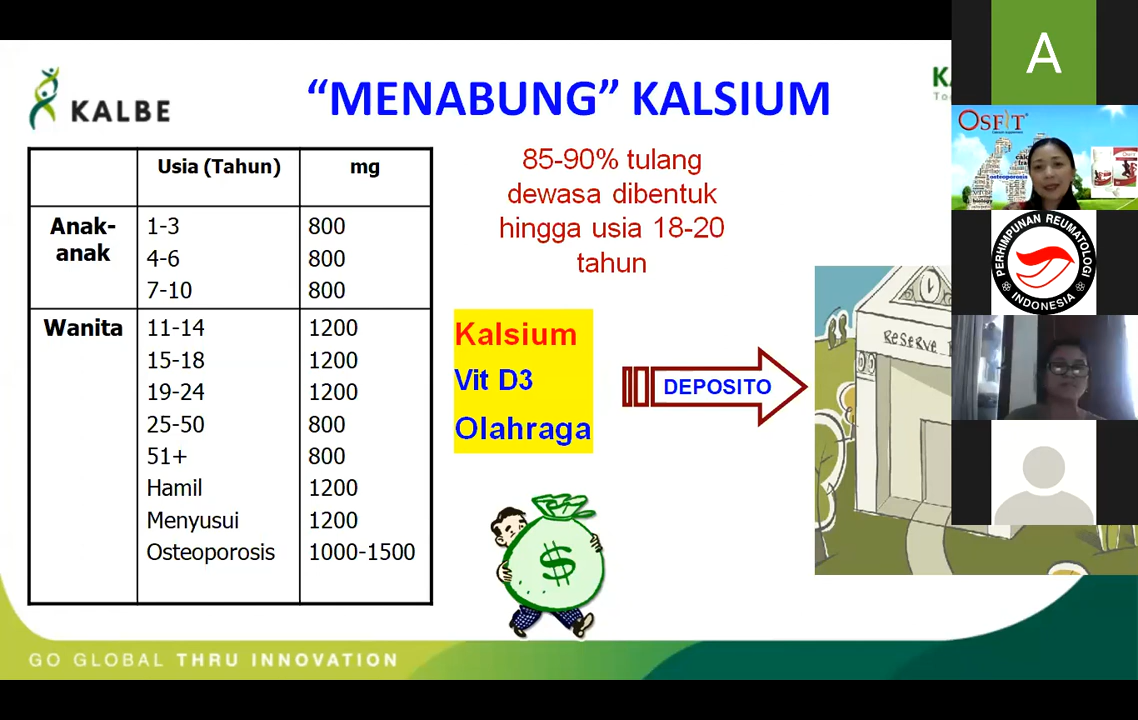 KALBE
“MENABUNG” KALSIUM
Usia (Tahun) mg
Anak-
anak
1-3 800
4-6 800
7-10 800
Wanita 11-14 1200
15-18 1200
19-24 1200
25-50 800
51+ 800
Hamil 1200
Menyusui 1200
Osteoporosis 1000-1500
85-90% tulang
dewasa dibentuk
hingga usia 18-20
tahun
Kalsium
Vit D3
Olahraga
DEPOSITO
RESERVE
$
GO GLOBAL THRU INNOVATION
A
OSFIT
osteoporosis
PERHIMPUNAN REUMATOLOGI
INDONESIA